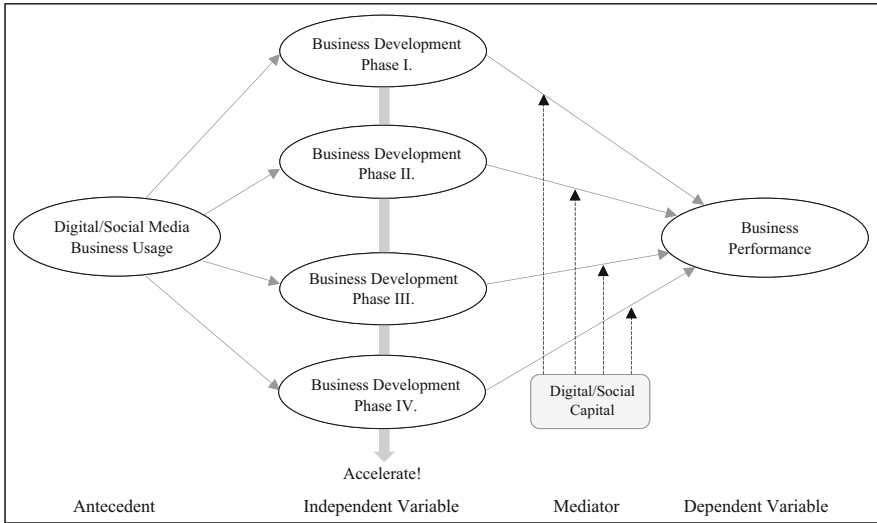 Business Development
Phase I.
Business Development
Phase II.
Digital/Social Media
Business Usage
Business
Performance
Business Development
Phase III.
Business Development
Phase IV.
Digital/Social
Capital
Accelerate!
Antecedent
Independent Variable
Mediator
Dependent Variable